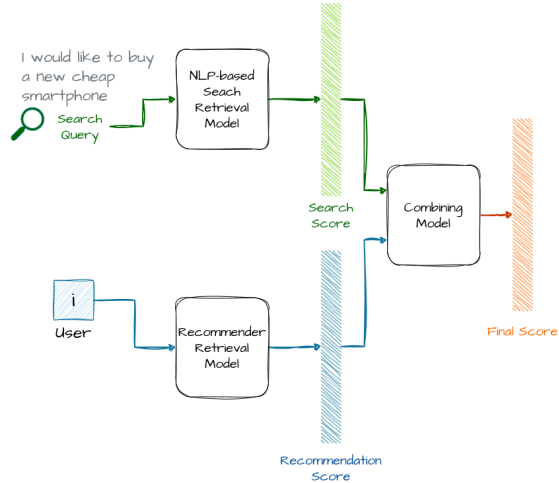 I would like to buy
a new cheap
smartphone
Search
Query
NLP-based
Seach
Retrieval
Model
Search
Score
Combining
Model
Final Score
i
User
Recommender
Retrieval
Model
Recommendation
Score